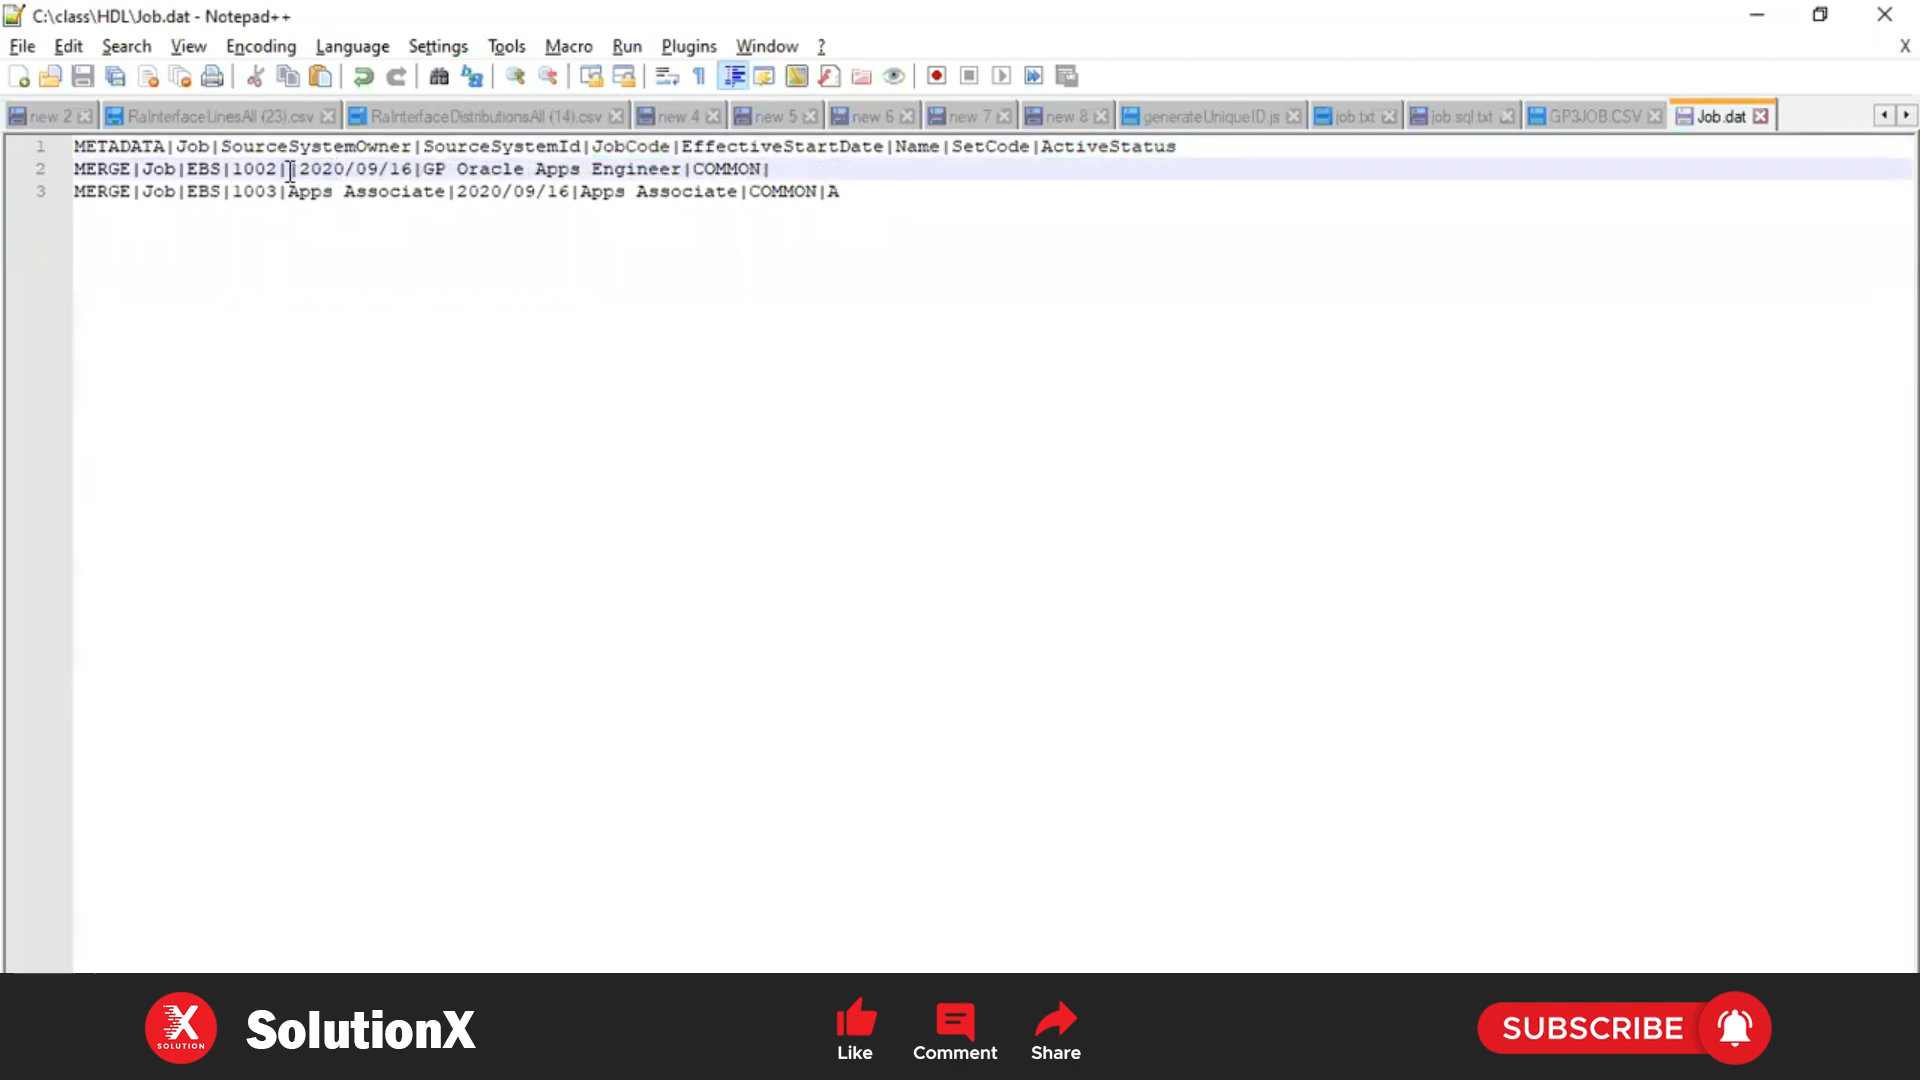 C:\class\HDL\Job.dat - Notepad++
File Edit Search View Encoding Language Settings Tools Macro Run Plugins Window ? X
new 2 RaInterfaceLinesAll (23).csv RaInterfaceDistributionsAll (14).csv new 4 new 5 new 6 new 7 new 8 generateUniqueID.js job.txt job.sql.txt GP3JOB.CSV Job.dat
1 METADATA|Job|SourceSystemOwner|SourceSystemId|JobCode|EffectiveStartDate|Name|SetCode|ActiveStatus
2 MERGE|Job|EBS|1002||2020/09/16|GP Oracle Apps Engineer|COMMON|
3 MERGE|Job|EBS|1003|Apps Associate|2020/09/16|Apps Associate|COMMON|A
X SOLUTION SolutionX
Like Comment Share
SUBSCRIBE